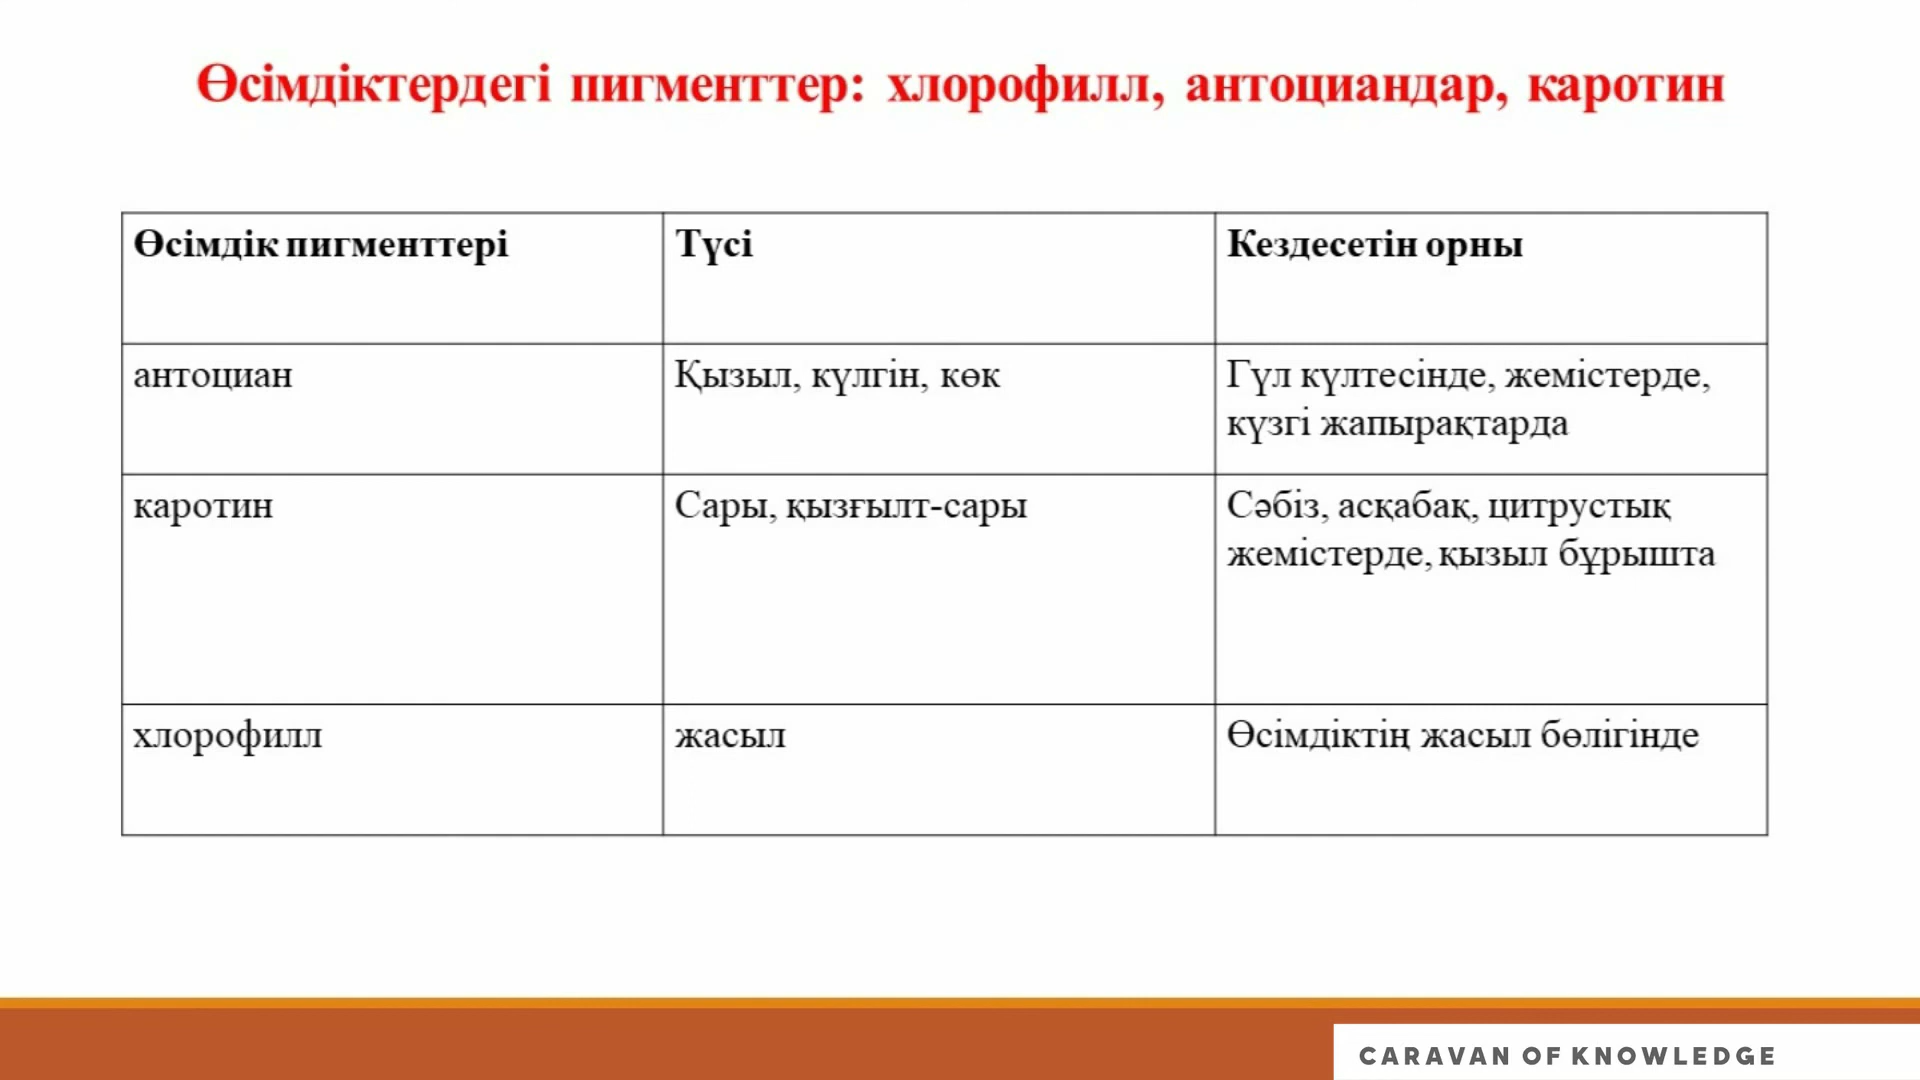 Өсімдіктердегі пигменттер: хлорофилл, антоциандар, каротин
Өсімдік пигменттері
Түсі
Кездесетін орны
антоциан
Қызыл, күлгін, көк
Гүл күлтесінде, жемістерде,
күзгі жапырақтарда
каротин
Сары, қызғылт-сары
Сәбіз, асқабақ, цитрустық
жемістерде, қызыл бұрышта
хлорофилл
жасыл
Өсімдіктің жасыл бөлігінде
CARAVAN OF KNOWLEDGE